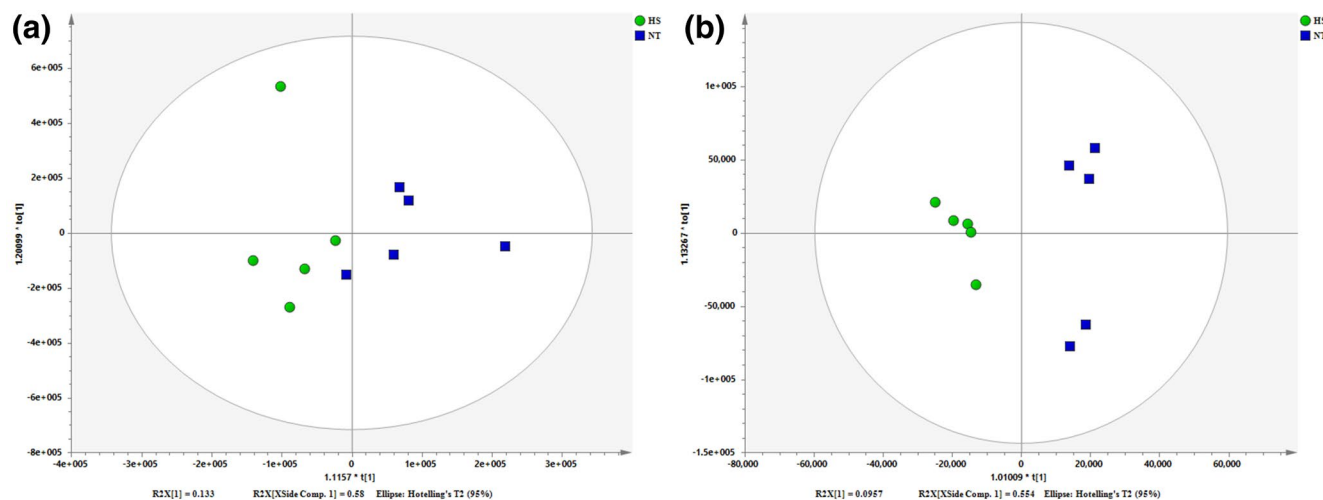 (a)
HS
NT
6e+005
4e+005
2e+005
0
-2e+005
-4e+005
-6e+005
-8e+005
1.20099 * to[1]
-4e+005 -3e+005 -2e+005 -1e+005 0 1e+005 2e+005 3e+005
1.1157 * t[1]
R2X[1] = 0.133 R2X[XSide Comp. 1] = 0.58 Ellipse: Hotelling's T2 (95%)
(b)
HS
NT
1e+005
50,000
0
-50,000
-1e+005
-1.5e+005
1.13267 * to[1]
-80,000 -60,000 -40,000 -20,000 0 20,000 40,000 60,000
1.01009 * t[1]
R2X[1] = 0.0957 R2X[XSide Comp. 1] = 0.554 Ellipse: Hotelling's T2 (95%)